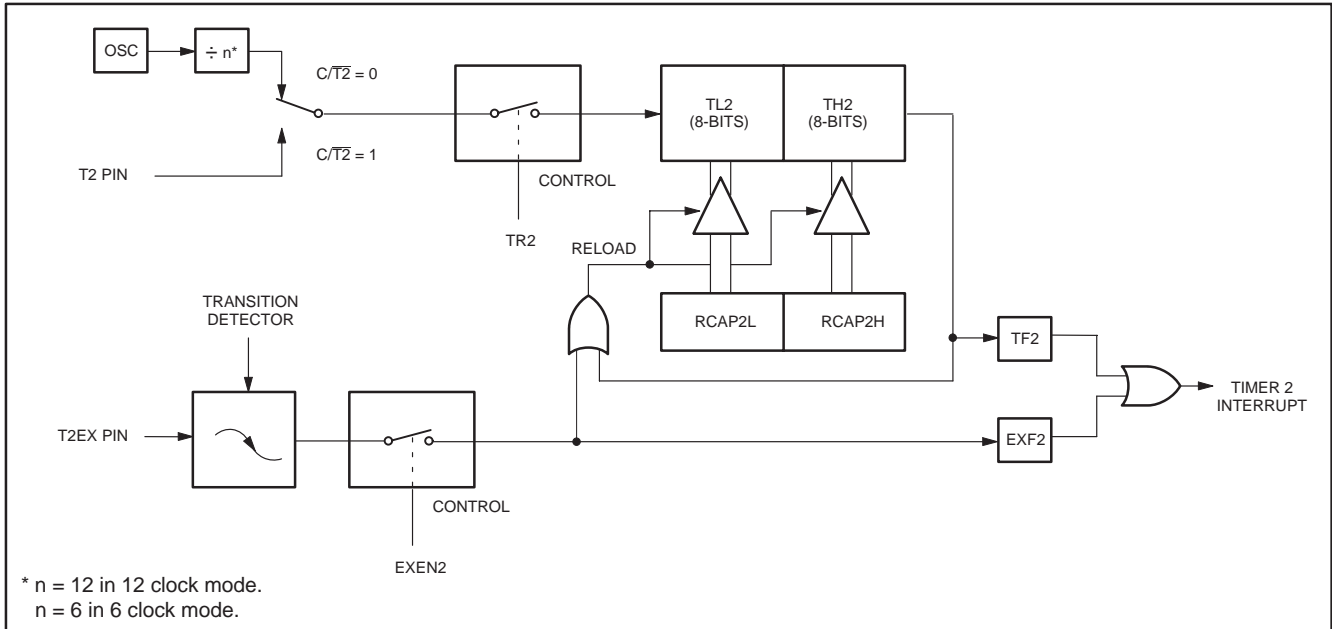 OSC
÷ n*
C/T2 = 0
TL2
(8-BITS)
TH2
(8-BITS)
C/T2 = 1
T2 PIN
CONTROL
TR2
RELOAD
TRANSITION
DETECTOR
RCAP2L
RCAP2H
TF2
TIMER 2
INTERRUPT
T2EX PIN
EXF2
CONTROL
EXEN2
* n = 12 in 12 clock mode.
n = 6 in 6 clock mode.